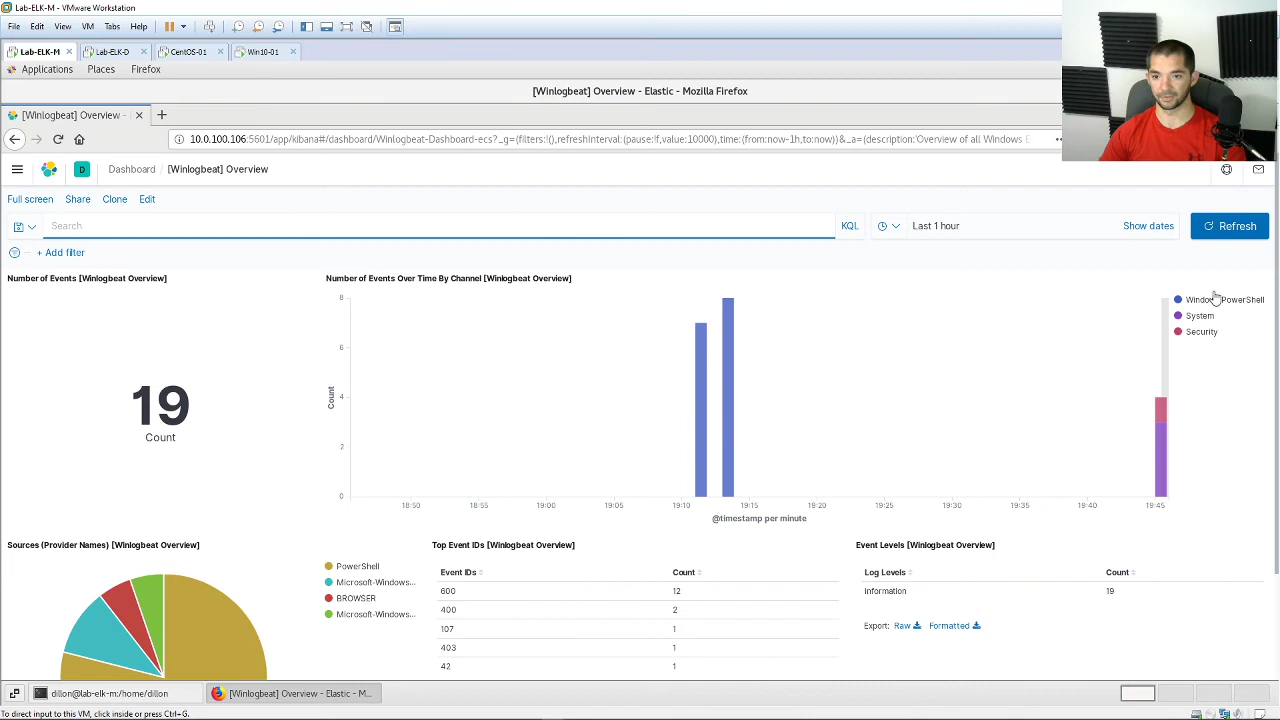 Lab-ELK-M - VMware Workstation
File Edit View VM Tabs Help
Lab-ELK-M Lab-ELK-D CentOS-01
Applications Places Firefox
[Winlogbeat] Overview - Elastic - Mozilla Firefox
[Winlogbeat] Overview -
10.0.100.106:5601/app/kibana#/dashboard/Winlogbeat-Dashboard-ecs?_g=(filters:!(),refreshInterval:(pause:!f,value:30000),time:(from:now-1h,to:now))&_a=(description:'Overview of all Windows E
D Dashboard / [Winlogbeat] Overview
Full screen Share Clone Edit
Search KQL Last 1 hour Show dates Refresh
+ Add filter
Number of Events [Winlogbeat Overview]
19
Count
Number of Events Over Time By Channel [Winlogbeat Overview]
8
6
4
2
0
Count
18:50 18:55 19:00 19:05 19:10 19:15 19:20 19:25 19:30 19:35 19:40 19:45
@timestamp per minute
Windows PowerShell
System
Security
Sources (Provider Names) [Winlogbeat Overview]
PowerShell
Microsoft-Windows...
BROWSER
Microsoft-Windows...
Top Event IDs [Winlogbeat Overview]
Event IDs Count
600 12
400 2
107 1
403 1
42 1
Event Levels [Winlogbeat Overview]
Log Levels Count
Information 19
Export: Raw Formatted
dillon@lab-elk-m:/home/dillon
[Winlogbeat] Overview - Elastic - M...
To direct input to this VM, click inside or press Ctrl+G.